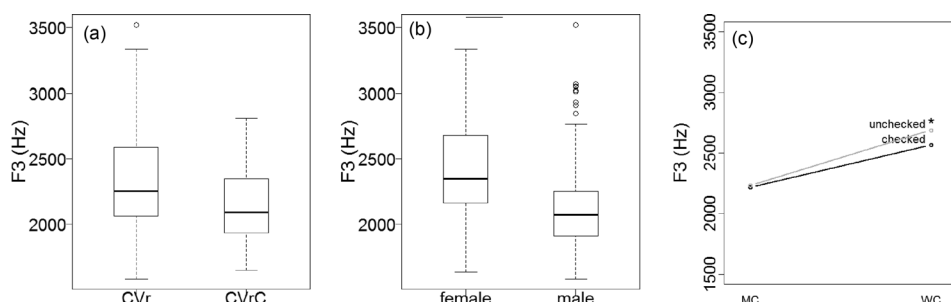 (a)
F3 (Hz)
3500
3000
2500
2000
CVr
CVrC
(b)
F3 (Hz)
3500
3000
2500
2000
female
male
(c)
F3 (Hz)
3500
3000
2500
2000
1500
unchecked *
checked
MC
WC